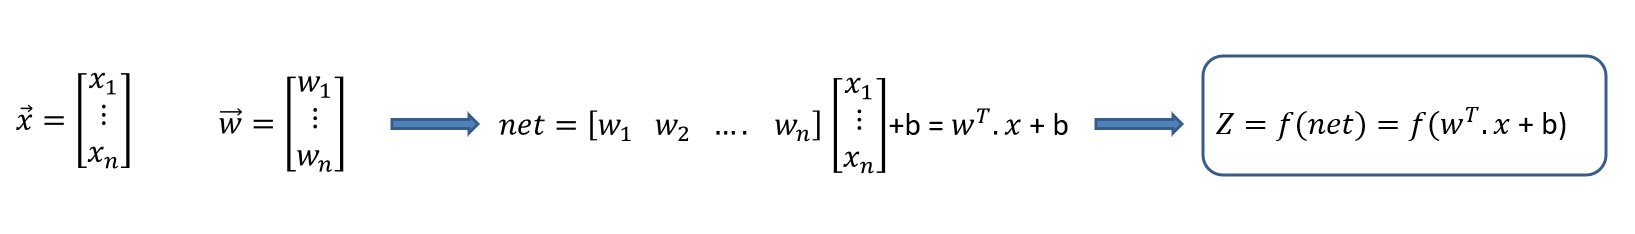 x⃗ = [x₁ ⋮ xₙ] w⃗ = [w₁ ⋮ wₙ] net = [w₁ w₂ …. wₙ] [x₁ ⋮ xₙ] +b = wᵀ. x + b Z = f(net) = f(wᵀ. x + b)